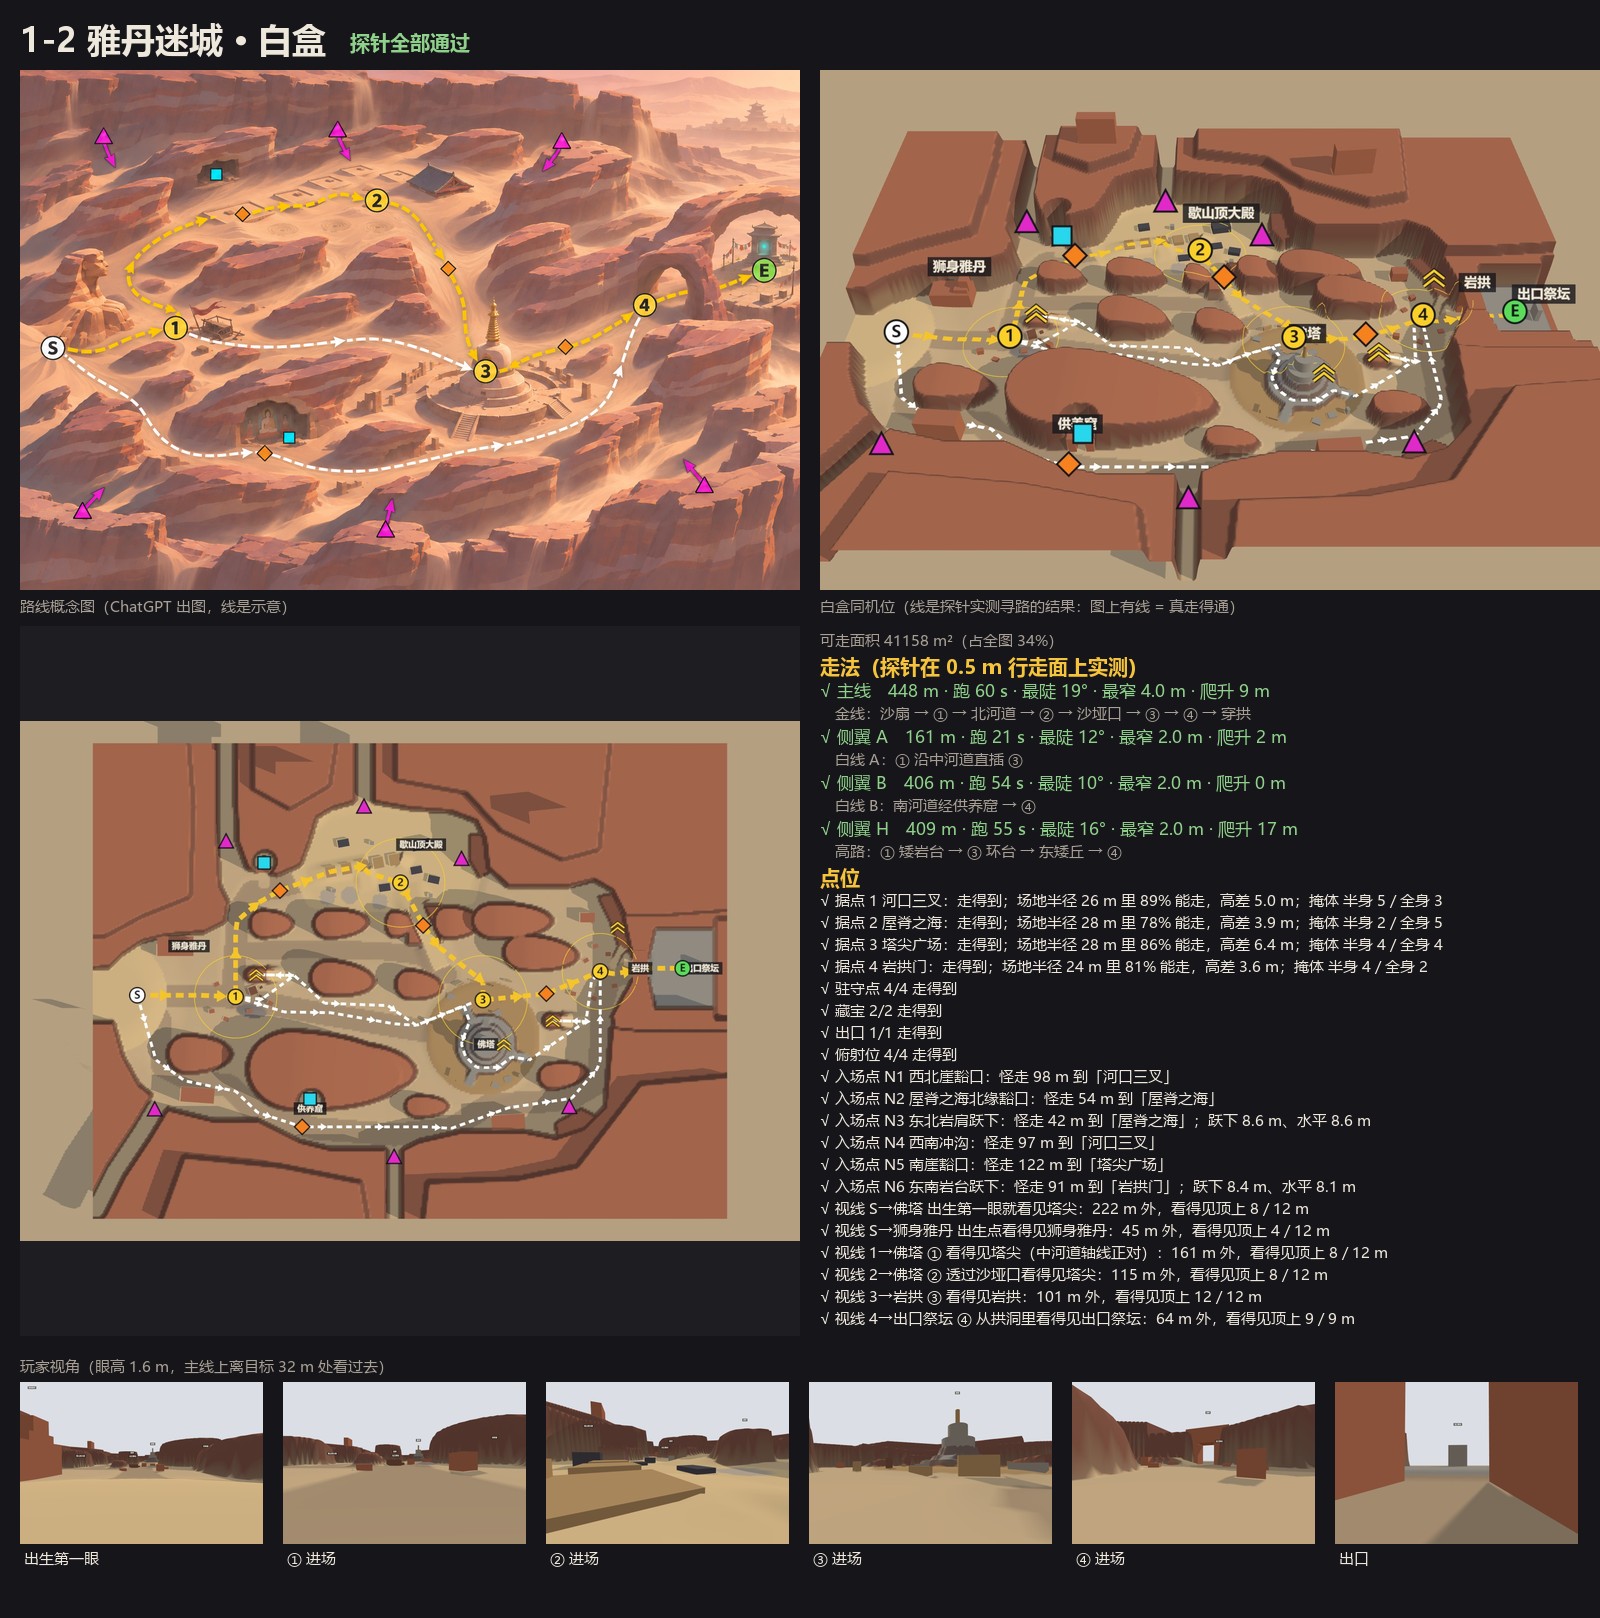 1-2 雅丹迷城·白盒 探针全部通过
S
1
2
3
4
E
路线概念图（ChatGPT 出图，线是示意）
歇山顶大殿
狮身雅丹
岩拱
出口祭坛
塔
供养窟
S
1
2
3
4
E
白盒同机位（线是探针实测寻路的结果：图上有线 = 真走得通）
歇山顶大殿
狮身雅丹
岩拱
口祭坛
佛塔
供养窟
S
1
2
3
4
E
可走面积 41158 m²（占全图 34%）
走法（探针在 0.5 m 行走面上实测）
√ 主线 448 m · 跑 60 s · 最陡 19° · 最窄 4.0 m · 爬升 9 m
金线：沙扇 → ① → 北河道 → ② → 沙垭口 → ③ → ④ → 穿拱
√ 侧翼 A 161 m · 跑 21 s · 最陡 12° · 最窄 2.0 m · 爬升 2 m
白线 A：① 沿中河道直插 ③
√ 侧翼 B 406 m · 跑 54 s · 最陡 10° · 最窄 2.0 m · 爬升 0 m
白线 B：南河道经供养窟 → ④
√ 侧翼 H 409 m · 跑 55 s · 最陡 16° · 最窄 2.0 m · 爬升 17 m
高路：① 矮岩台 → ③ 环台 → 东矮丘 → ④
点位
√ 据点 1 河口三叉：走得到；场地半径 26 m 里 89% 能走，高差 5.0 m；掩体 半身 5 / 全身 3
√ 据点 2 屋脊之海：走得到；场地半径 28 m 里 78% 能走，高差 3.9 m；掩体 半身 2 / 全身 5
√ 据点 3 塔尖广场：走得到；场地半径 28 m 里 86% 能走，高差 6.4 m；掩体 半身 4 / 全身 4
√ 据点 4 岩拱门：走得到；场地半径 24 m 里 81% 能走，高差 3.6 m；掩体 半身 4 / 全身 2
√ 驻守点 4/4 走得到
√ 藏宝 2/2 走得到
√ 出口 1/1 走得到
√ 俯射位 4/4 走得到
√ 入场点 N1 西北崖豁口：怪走 98 m 到「河口三叉」
√ 入场点 N2 屋脊之海北缘豁口：怪走 54 m 到「屋脊之海」
√ 入场点 N3 东北岩肩跃下：怪走 42 m 到「屋脊之海」；跃下 8.6 m、水平 8.6 m
√ 入场点 N4 西南冲沟：怪走 97 m 到「河口三叉」
√ 入场点 N5 南崖豁口：怪走 122 m 到「塔尖广场」
√ 入场点 N6 东南岩台跃下：怪走 91 m 到「岩拱门」；跃下 8.4 m、水平 8.1 m
√ 视线 S→佛塔 出生第一眼就看见塔尖：222 m 外，看得见顶上 8 / 12 m
√ 视线 S→狮身雅丹 出生点看得见狮身雅丹：45 m 外，看得见顶上 4 / 12 m
√ 视线 1→佛塔 ① 看得见塔尖（中河道轴线正对）：161 m 外，看得见顶上 8 / 12 m
√ 视线 2→佛塔 ② 透过沙垭口看得见塔尖：115 m 外，看得见顶上 8 / 12 m
√ 视线 3→岩拱 ③ 看得见岩拱：101 m 外，看得见顶上 12 / 12 m
√ 视线 4→出口祭坛 ④ 从拱洞里看得见出口祭坛：64 m 外，看得见顶上 9 / 9 m
玩家视角（眼高 1.6 m，主线上离目标 32 m 处看过去）
出生第一眼
① 进场
② 进场
③ 进场
④ 进场
出口